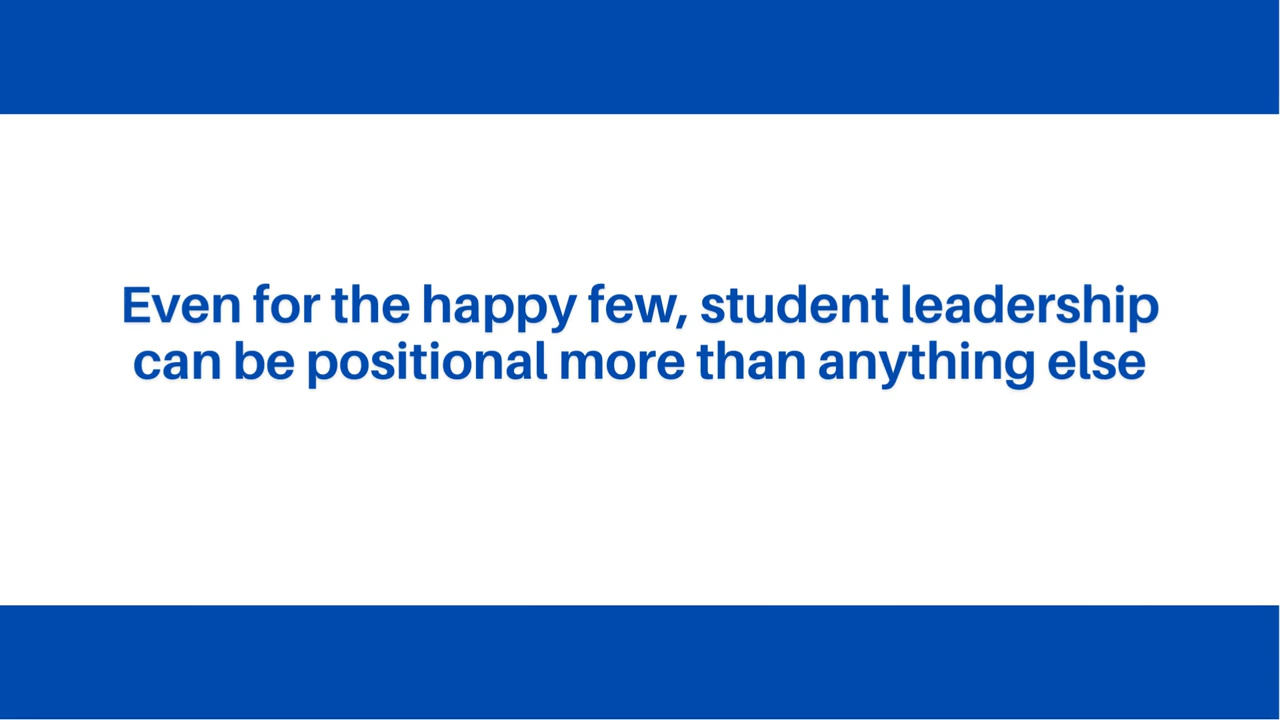 Even for the happy few, student leadership
can be positional more than anything else